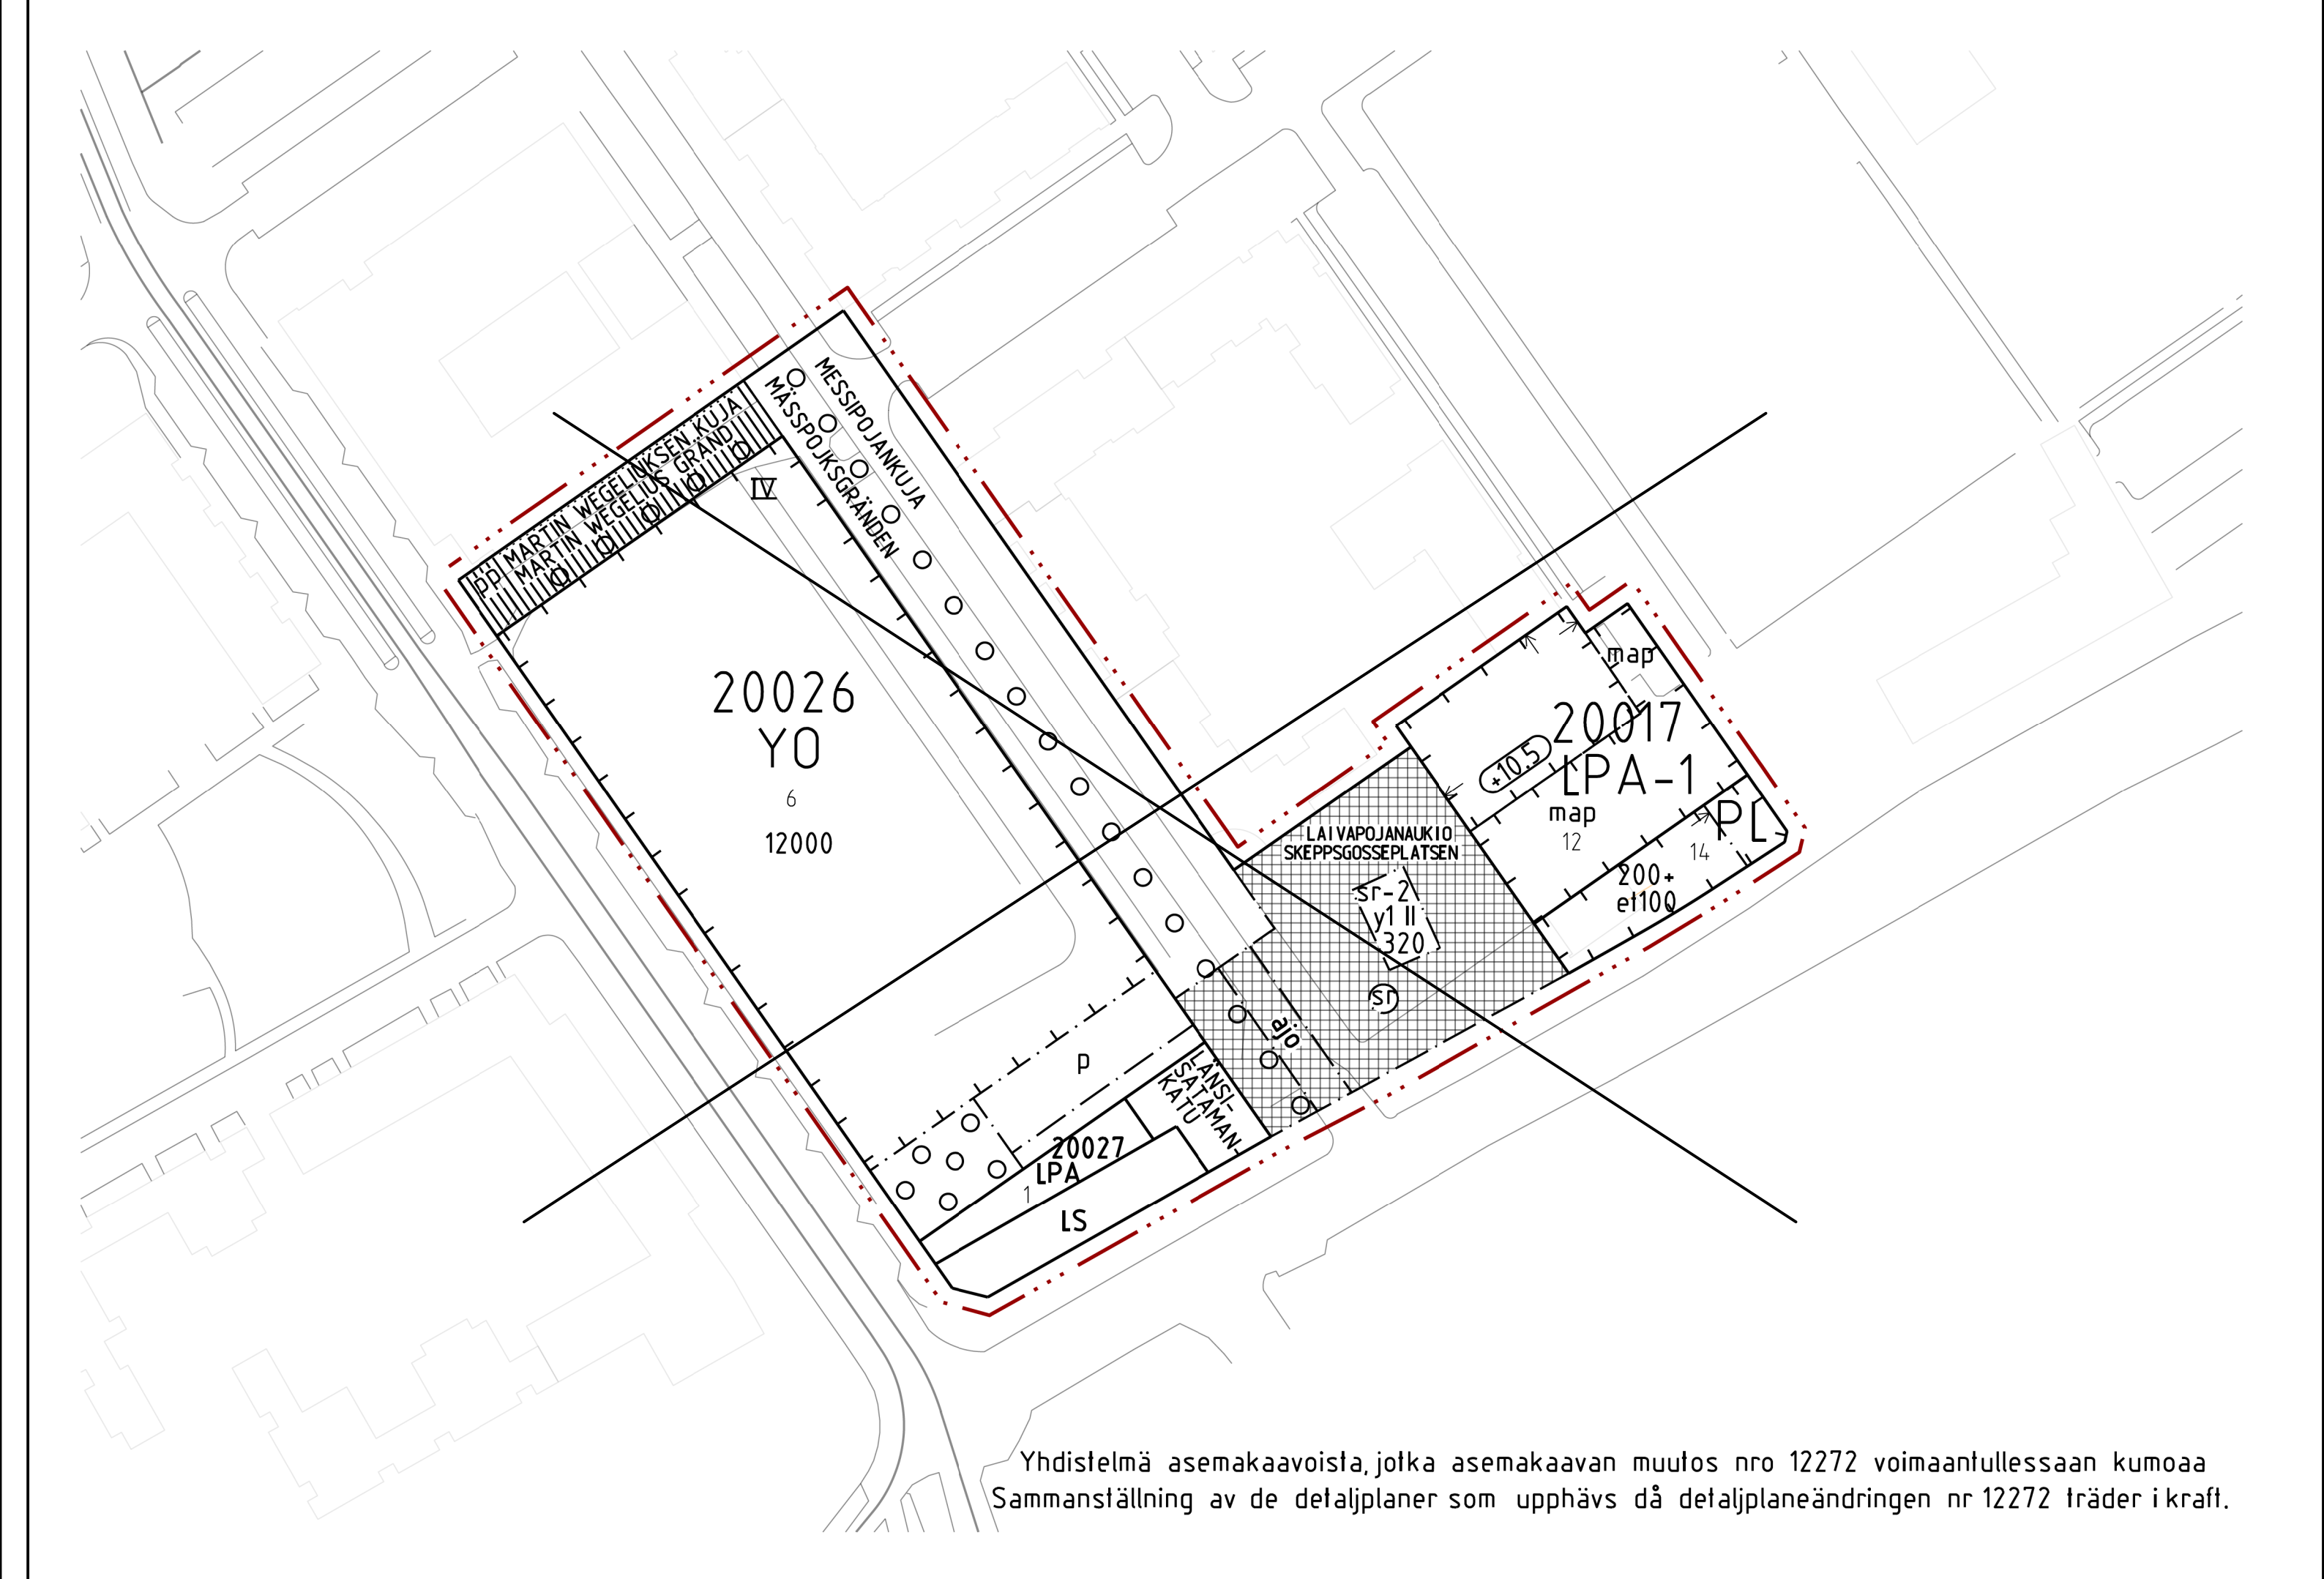 MESSIPOJANKUJA
MÄSSPOJKSGRÄNDEN
PP MARTIN WEGELIUKSEN KUJA
MARTIN WEGELIUS GRÄND
IV
20026
YO
6
12000
map
20017
+10.5
LPA-1
map
12
PL
14
200+
et100
LAIVAPOJANAUKIO
SKEPPSGOSSEPLATSEN
sr-2
y1 II
320
sr
ajo
p
LÄNSI-
SATAMAN-
KATU
20027
LPA
1
LS
Yhdistelmä asemakaavoista, jotka asemakaavan muutos nro 12272 voimaantullessaan kumoaa
Sammanställning av de detaljplaner som upphävs då detaljplaneändringen nr 12272 träder i kraft.